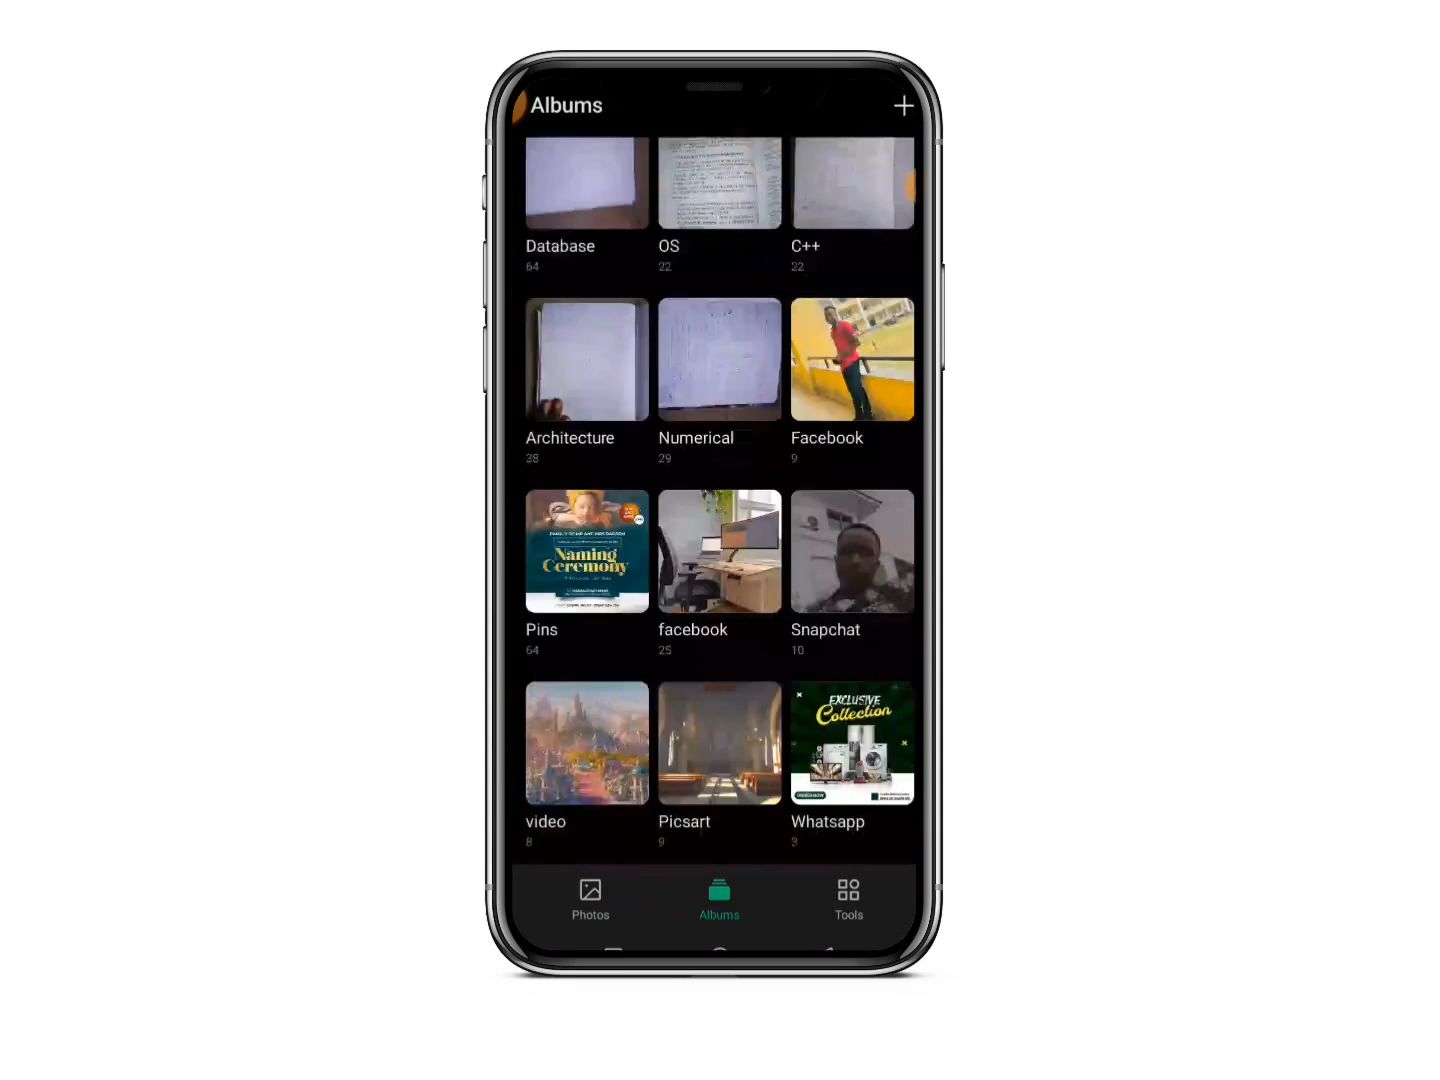 Albums
Database
64
OS
22
C++
22
Architecture
38
Numerical
29
Facebook
9
Naming
Ceremony
Pins
64
facebook
25
Snapchat
10
video
8
Picsart
9
EXCLUSIVE
Collection
Whatsapp
3
Photos
Albums
Tools